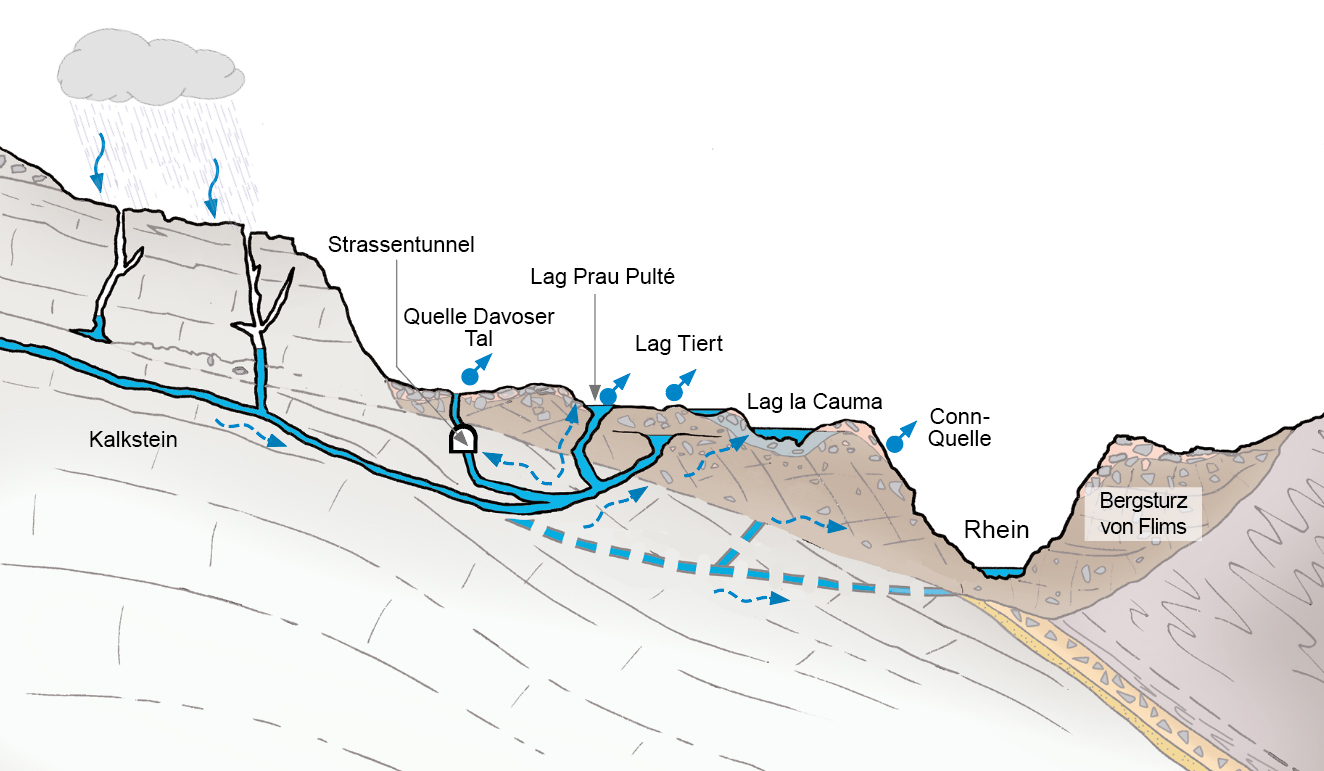 Strassentunnel
Lag Prau Pulté
Quelle Davoser
Tal
Lag Tiert
Lag la Cauma
Conn-
Quelle
Kalkstein
Rhein
Bergsturz
von Flims